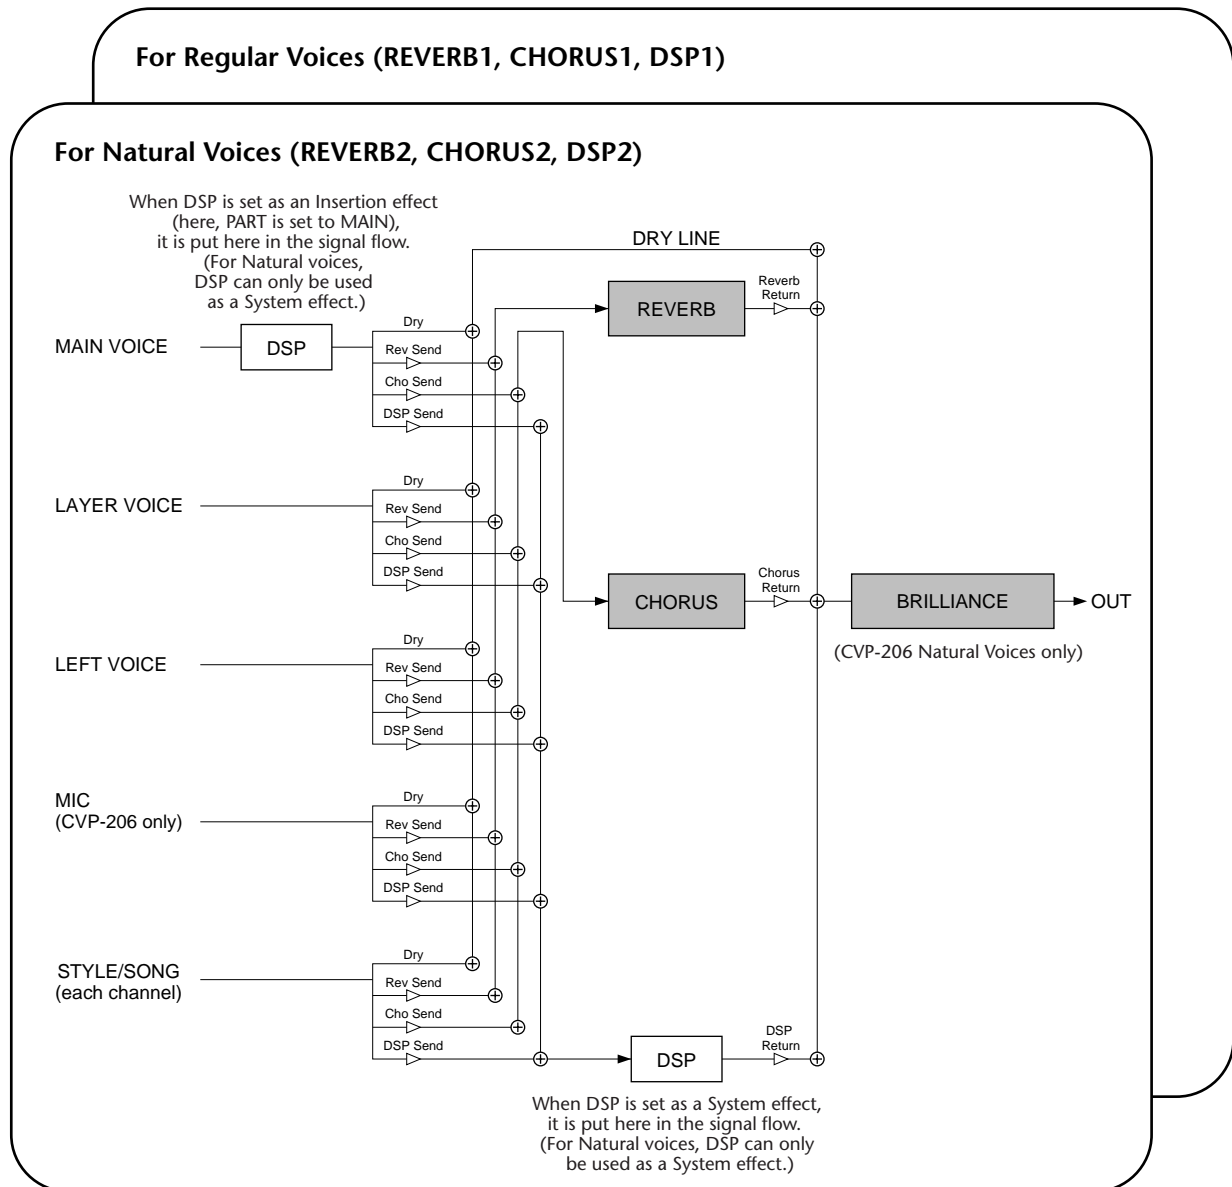 For Regular Voices (REVERB1, CHORUS1, DSP1)
For Natural Voices (REVERB2, CHORUS2, DSP2)
When DSP is set as an Insertion effect
(here, PART is set to MAIN),
it is put here in the signal flow.
(For Natural voices,
DSP can only be used
as a System effect.)
DRY LINE
MAIN VOICE
DSP
Dry
Rev Send
Cho Send
DSP Send
REVERB
Reverb
Return
LAYER VOICE
Dry
Rev Send
Cho Send
DSP Send
CHORUS
Chorus
Return
BRILLIANCE
OUT
(CVP-206 Natural Voices only)
LEFT VOICE
Dry
Rev Send
Cho Send
DSP Send
MIC
(CVP-206 only)
Dry
Rev Send
Cho Send
DSP Send
STYLE/SONG
(each channel)
Dry
Rev Send
Cho Send
DSP Send
DSP
DSP
Return
When DSP is set as a System effect,
it is put here in the signal flow.
(For Natural voices, DSP can only
be used as a System effect.)